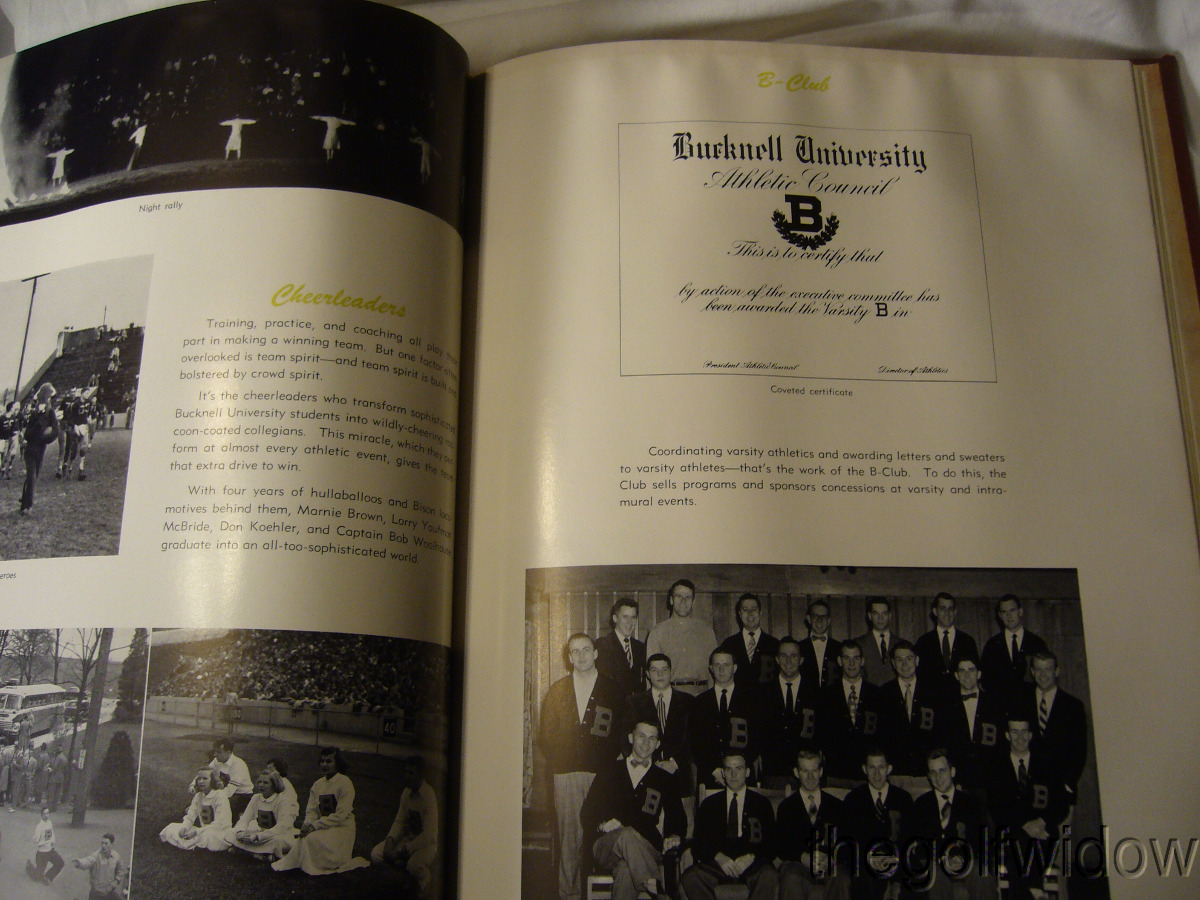 Night rally
Cheerleaders
Training, practice, and coaching all play
part in making a winning team. But one factor
overlooked is team spirit—and team spirit is built
bolstered by crowd spirit.
It's the cheerleaders who transform sophisticated
Bucknell University students into wildly-cheering
coon-coated collegians. This miracle, which they
form at almost every athletic event, gives the
that extra drive to win.
With four years of hullaballoos and Bison
motives behind them, Marnie Brown, Lorry
McBride, Don Koehler, and Captain Bob
graduate into an all-too-sophisticated world.
eroes
40
B-Club
Bucknell University
Athletic Council
B
This is to certify that
by action of the executive committee has
been awarded the Varsity B in
President Athletic Council Director of Athletics
Coveted certificate
Coordinating varsity athletics and awarding letters and sweaters
to varsity athletes—that's the work of the B-Club. To do this, the
Club sells programs and sponsors concessions at varsity and intra-
mural events.
B B B B B B
B B B B
thegolfwidow